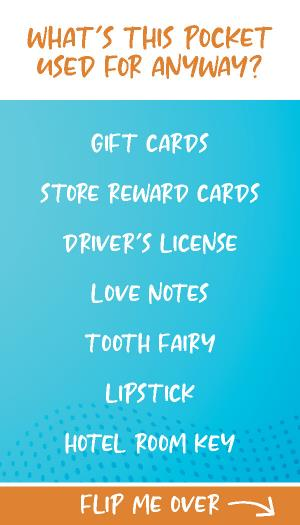 WHAT'S THIS POCKET
USED FOR ANYWAY?
GIFT CARDS
STORE REWARD CARDS
DRIVER'S LICENSE
LOVE NOTES
TOOTH FAIRY
LIPSTICK
HOTEL ROOM KEY
FLIP ME OVER